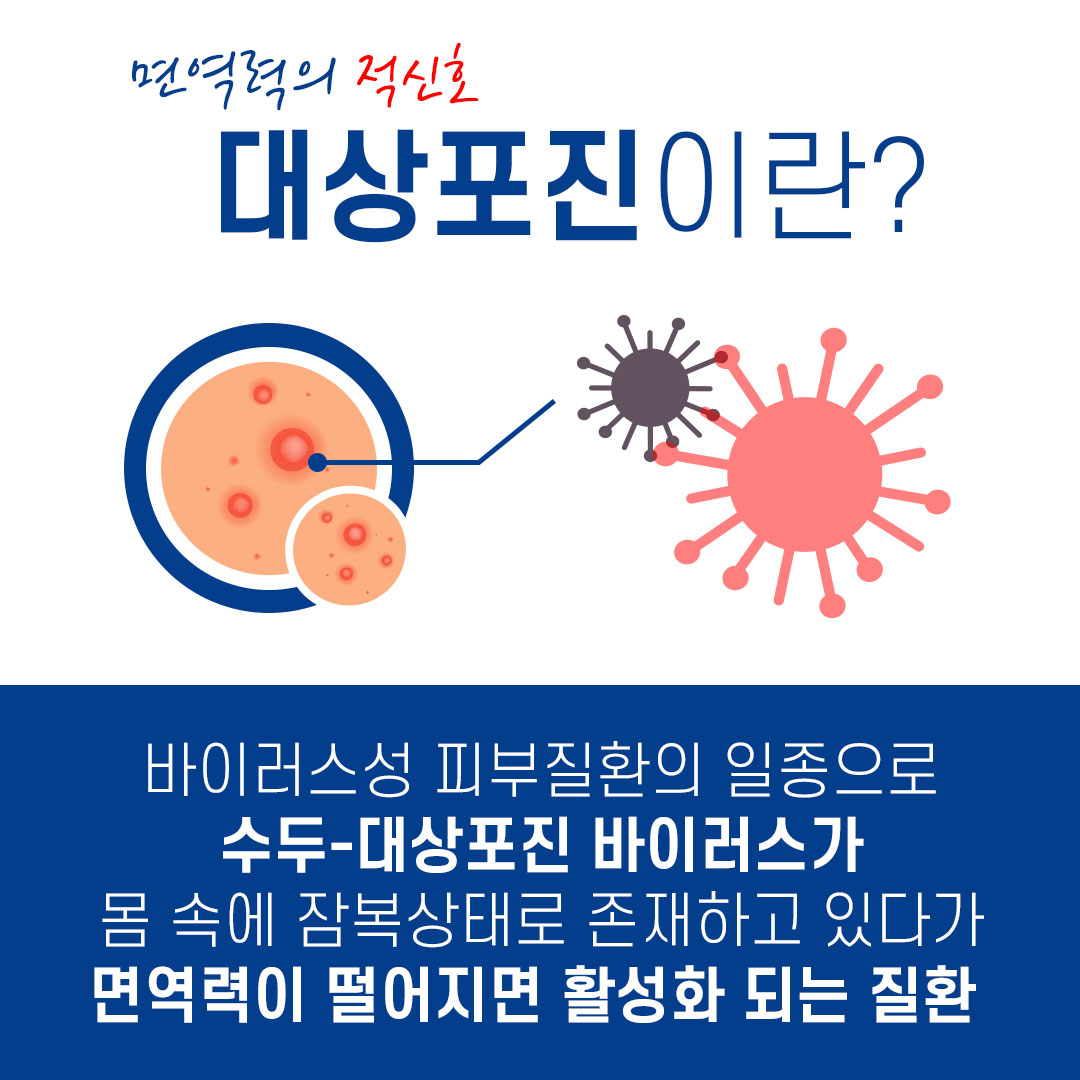 면역력의 적신호
대상포진이란?
바이러스성 피부질환의 일종으로
수두-대상포진 바이러스가
몸 속에 잠복상태로 존재하고 있다가
면역력이 떨어지면 활성화 되는 질환